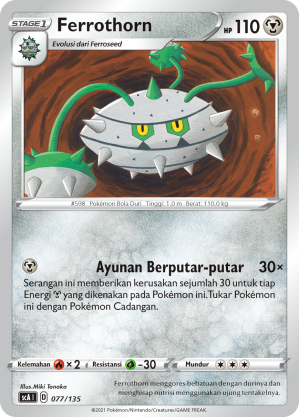 STAGE 1
Ferrothorn
HP 110
Evolusi dari Ferroseed
#598 Pokémon Bola Duri Tinggi: 1.0 m Berat: 110.0 kg
Ayunan Berputar-putar 30×
Serangan ini memberikan kerusakan sejumlah 30 untuk tiap
Energi yang dikenakan pada Pokémon ini.Tukar Pokémon ini
dengan Pokémon Cadangan.
Kelemahan × 2 Resistansi -30 Mundur
Illus. Miki Tanaka
Ferrothorn menggores bebatuan dengan durinya dan
menghisap nutrisi menggunakan ujung tentakelnya.
scA I D 077/135
©2021 Pokémon/Nintendo/Creatures/GAME FREAK.